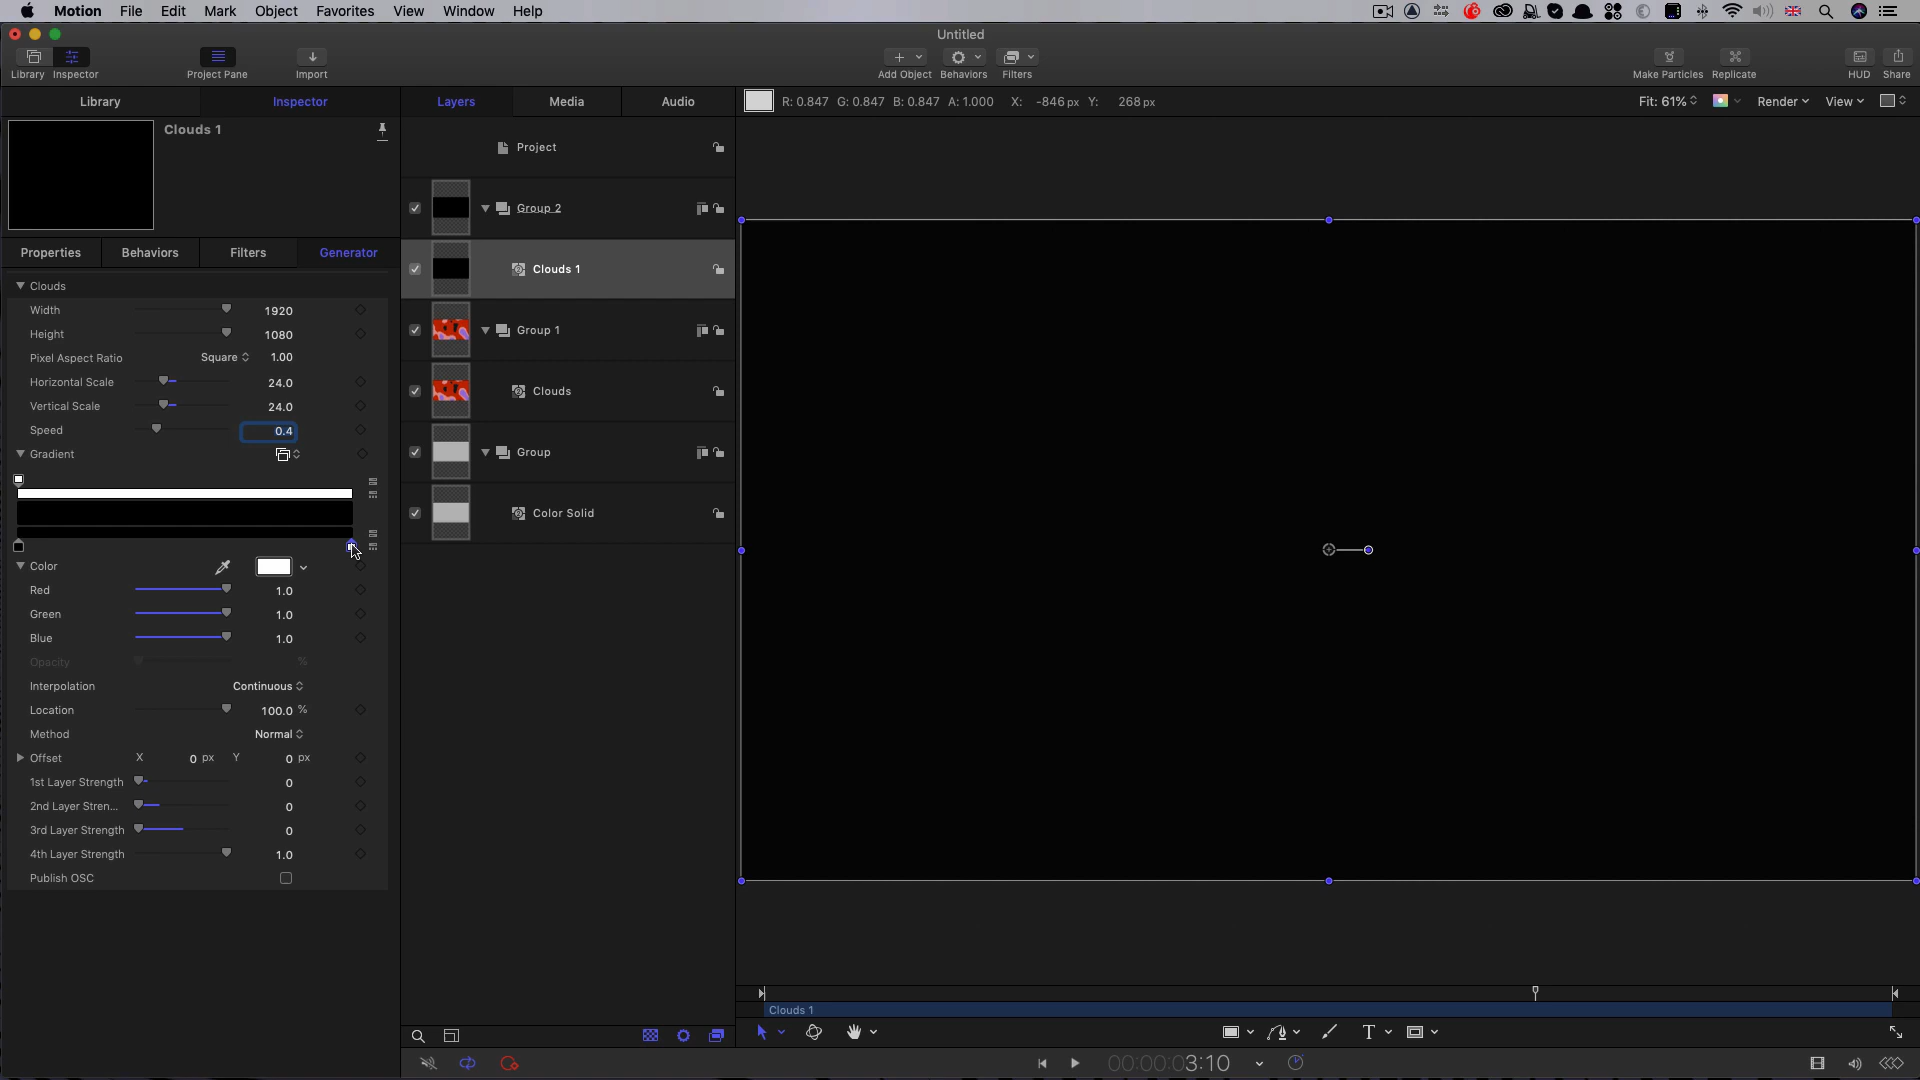 Motion File Edit Mark Object Favorites View Window Help
Untitled
Library Inspector Project Pane Import Add Object Behaviors Filters Make Particles Replicate HUD Share
Library Inspector Layers Media Audio R: 0.847 G: 0.847 B: 0.847 A: 1.000 X: -846 px Y: 268 px Fit: 61% Render View
Clouds 1
Project
Group 2
Properties Behaviors Filters Generator
Clouds 1
Clouds
Width 1920
Height 1080
Group 1
Pixel Aspect Ratio Square 1.00
Horizontal Scale 24.0
Clouds
Vertical Scale 24.0
Speed 0.4
Gradient
Group
Color Solid
Color
Red 1.0
Green 1.0
Blue 1.0
Opacity %
Interpolation Continuous
Location 100.0 %
Method Normal
Offset X 0 px Y 0 px
1st Layer Strength 0
2nd Layer Stren... 0
3rd Layer Strength 0
4th Layer Strength 1.0
Publish OSC
Clouds 1
T
00:00:03:10